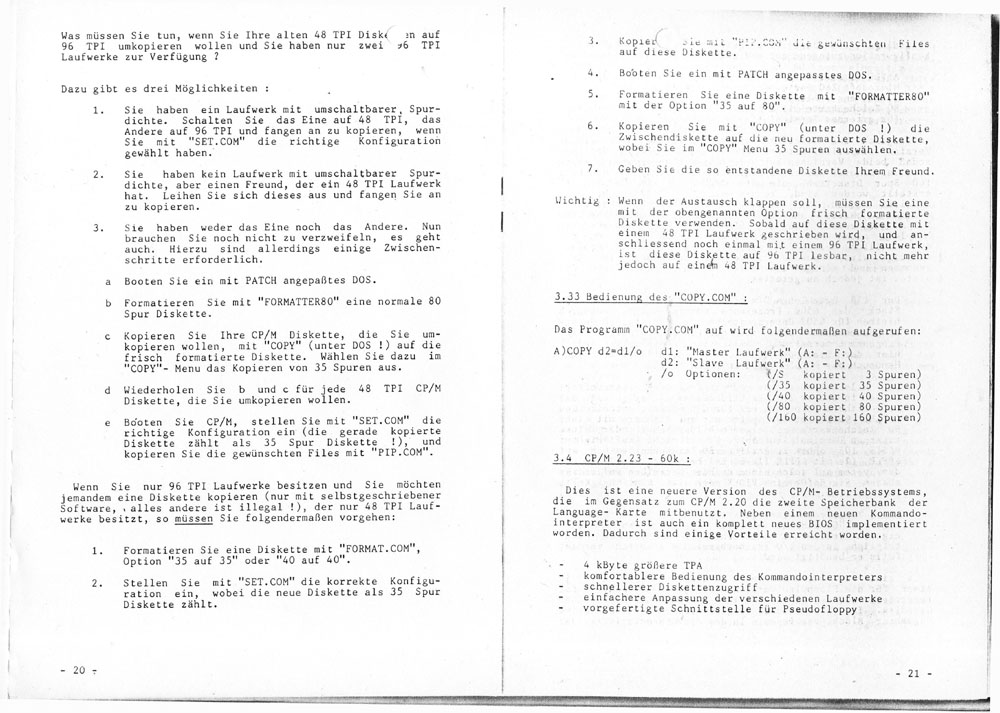 Was müssen Sie tun, wenn Sie Ihre alten 48 TPI auf
96 TPI umkopieren wollen und Sie haben nur zwei TPI
Laufwerke zur Verfügung ?
Dazu gibt es drei Möglichkeiten :
1. Sie haben ein Laufwerk mit umschaltbarer Spur-
dichte. Schalten Sie das Eine auf 48 TPI, das
Andere auf 96 TPI und fangen an zu kopieren, wenn
Sie mit "SET.COM" die richtige Konfiguration
gewählt haben.
2. Sie haben kein Laufwerk mit umschaltbarer Spur-
dichte, aber einen Freund, der ein 48 TPI Laufwerk
hat. Leihen Sie sich dieses aus und fangen Sie an
zu kopieren.
3. Sie haben weder das Eine noch das Andere. Nun
brauchen Sie noch nicht zu verzweifeln, es geht
auch. Hierzu sind allerdings einige Zwischen-
schritte erforderlich.
a Booten Sie ein mit PATCH angepaßtes DOS.
b Formatieren Sie mit "FORMATTER80" eine normale 80
Spur Diskette.
c Kopieren Sie Ihre CP/M Diskette, die Sie um-
kopieren wollen, mit "COPY" (unter DOS !) auf die
frisch formatierte Diskette. Wählen Sie dazu im
"COPY"- Menu das Kopieren von 35 Spuren aus.
d Wiederholen Sie b und c für jede 48 TPI CP/M
Diskette, die Sie umkopieren wollen.
e Booten Sie CP/M, stellen Sie mit "SET.COM" die
richtige Konfiguration ein (die gerade kopierte
Diskette zählt als 35 Spur Diskette !), und
kopieren Sie die gewünschten Files mit "PIP.COM".
Wenn Sie nur 96 TPI Laufwerke besitzen und Sie möchten
jemandem eine Diskette kopieren (nur mit selbstgeschriebener
Software, alles andere ist illegal !), der nur 48 TPI Lauf-
werke besitzt, so müssen Sie folgendermaßen vorgehen:
1. Formatieren Sie eine Diskette mit "FORMAT.COM",
Option "35 auf 35" oder "40 auf 40".
2. Stellen Sie mit "SET.COM" die korrekte Konfigu-
ration ein, wobei die neue Diskette als 35 Spur
Diskette zählt.
- 20 -
3. Sie mit "PIP.COM" die gewünschten Files
auf diese Diskette.
4. Booten Sie ein mit PATCH angepasstes DOS.
5. Formatieren Sie eine Diskette mit "FORMATTER80"
mit der Option "35 auf 80".
6. Kopieren Sie mit "COPY" (unter DOS !) die
Zwischendiskette auf die neu formatierte Diskette,
wobei Sie im "COPY" Menu 35 Spuren auswählen.
7. Geben Sie die so entstandene Diskette Ihrem Freund.
Wichtig : Wenn der Austausch klappen soll, müssen Sie eine
mit der obengenannten Option frisch formatierte
Diskette verwenden. Sobald auf diese Diskette mit
einem 48 TPI Laufwerk geschrieben wird, und an-
schliessend noch einmal mit einem 96 TPI Laufwerk,
ist diese Diskette auf 96 TPI lesbar, nicht mehr
jedoch auf einem 48 TPI Laufwerk.
3.33 Bedienung des "COPY.COM" :
Das Programm "COPY.COM" auf wird folgendermaßen aufgerufen:
A)COPY d2=d1/o d1: "Master Laufwerk" (A: - F:)
d2: "Slave Laufwerk" (A: - F:)
/o Optionen: (/S kopiert 3 Spuren)
(/35 kopiert 35 Spuren)
(/40 kopiert 40 Spuren)
(/80 kopiert 80 Spuren)
(/160 kopiert 160 Spuren)
3.4 CP/M 2.23 - 60k :
Dies ist eine neuere Version des CP/M- Betriebssystems,
die im Gegensatz zum CP/M 2.20 die zweite Speicherbank der
Language- Karte mitbenutzt. Neben einem neuen Kommando-
interpreter ist auch ein komplett neues BIOS implementiert
worden. Dadurch sind einige Vorteile erreicht worden.
- 4 kByte größere TPA
- komfortablere Bedienung des Kommandointerpreters
- schnellerer Diskettenzugriff
- einfachere Anpassung der verschiedenen Laufwerke
- vorgefertigte Schnittstelle für Pseudofloppy
- 21 -